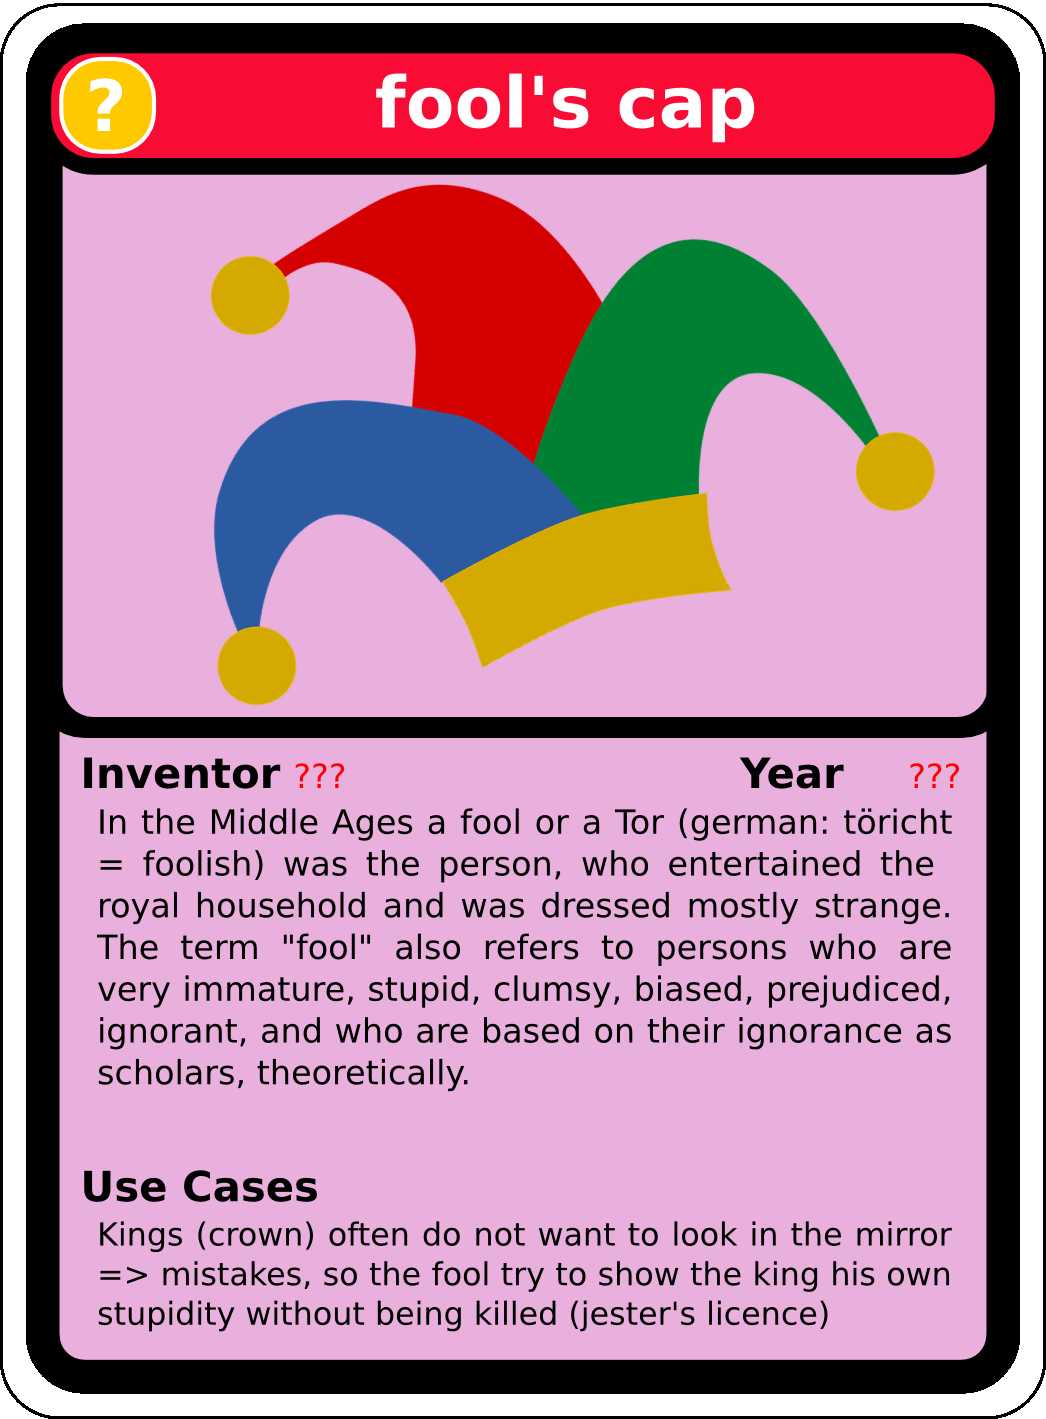 ?
fool's cap
Inventor ??? Year ???
In the Middle Ages a fool or a Tor (german: töricht
= foolish) was the person, who entertained the
royal household and was dressed mostly strange.
The term "fool" also refers to persons who are
very immature, stupid, clumsy, biased, prejudiced,
ignorant, and who are based on their ignorance as
scholars, theoretically.
Use Cases
Kings (crown) often do not want to look in the mirror
=> mistakes, so the fool try to show the king his own
stupidity without being killed (jester's licence)